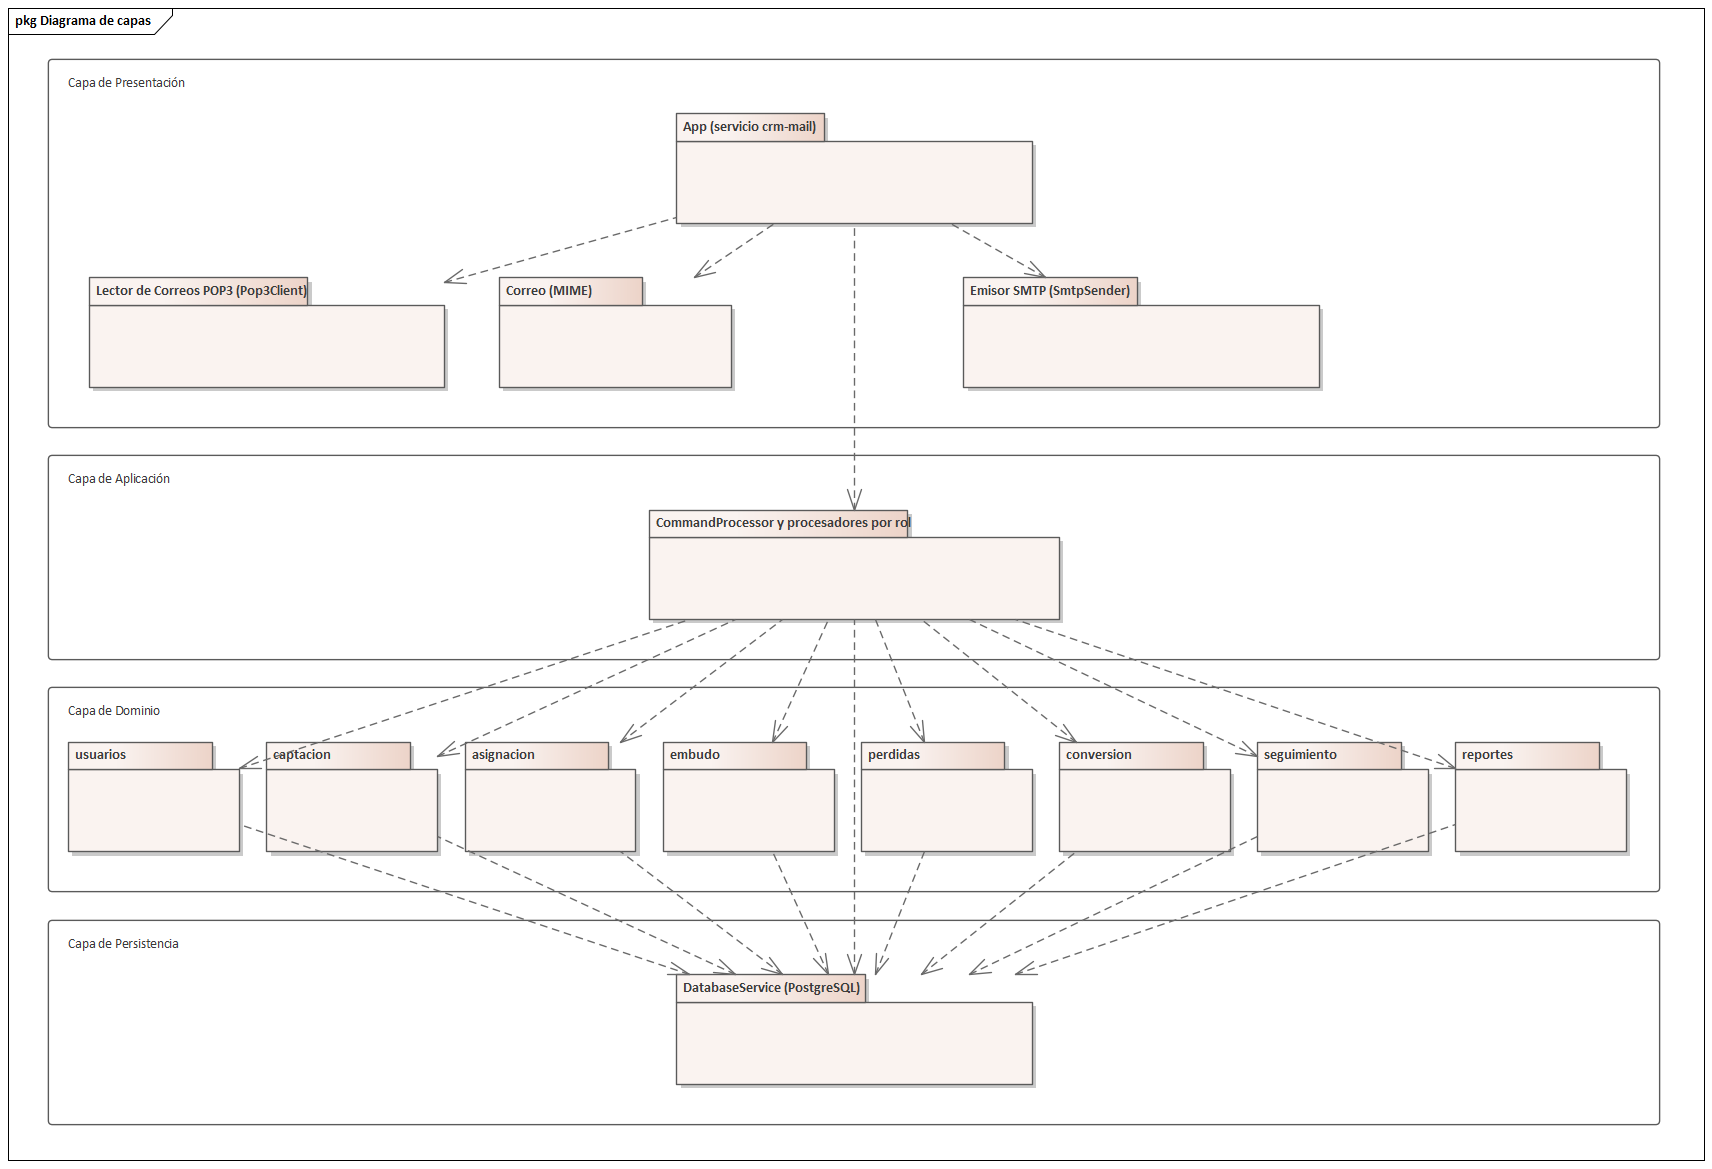 pkg Diagrama de capas
Capa de Presentación
App (servicio crm-mail)
Lector de Correos POP3 (Pop3Client)
Correo (MIME)
Emisor SMTP (SmtpSender)
Capa de Aplicación
CommandProcessor y procesadores por rol
Capa de Dominio
usuarios
captacion
asignacion
embudo
perdidas
conversion
seguimiento
reportes
Capa de Persistencia
DatabaseService (PostgreSQL)